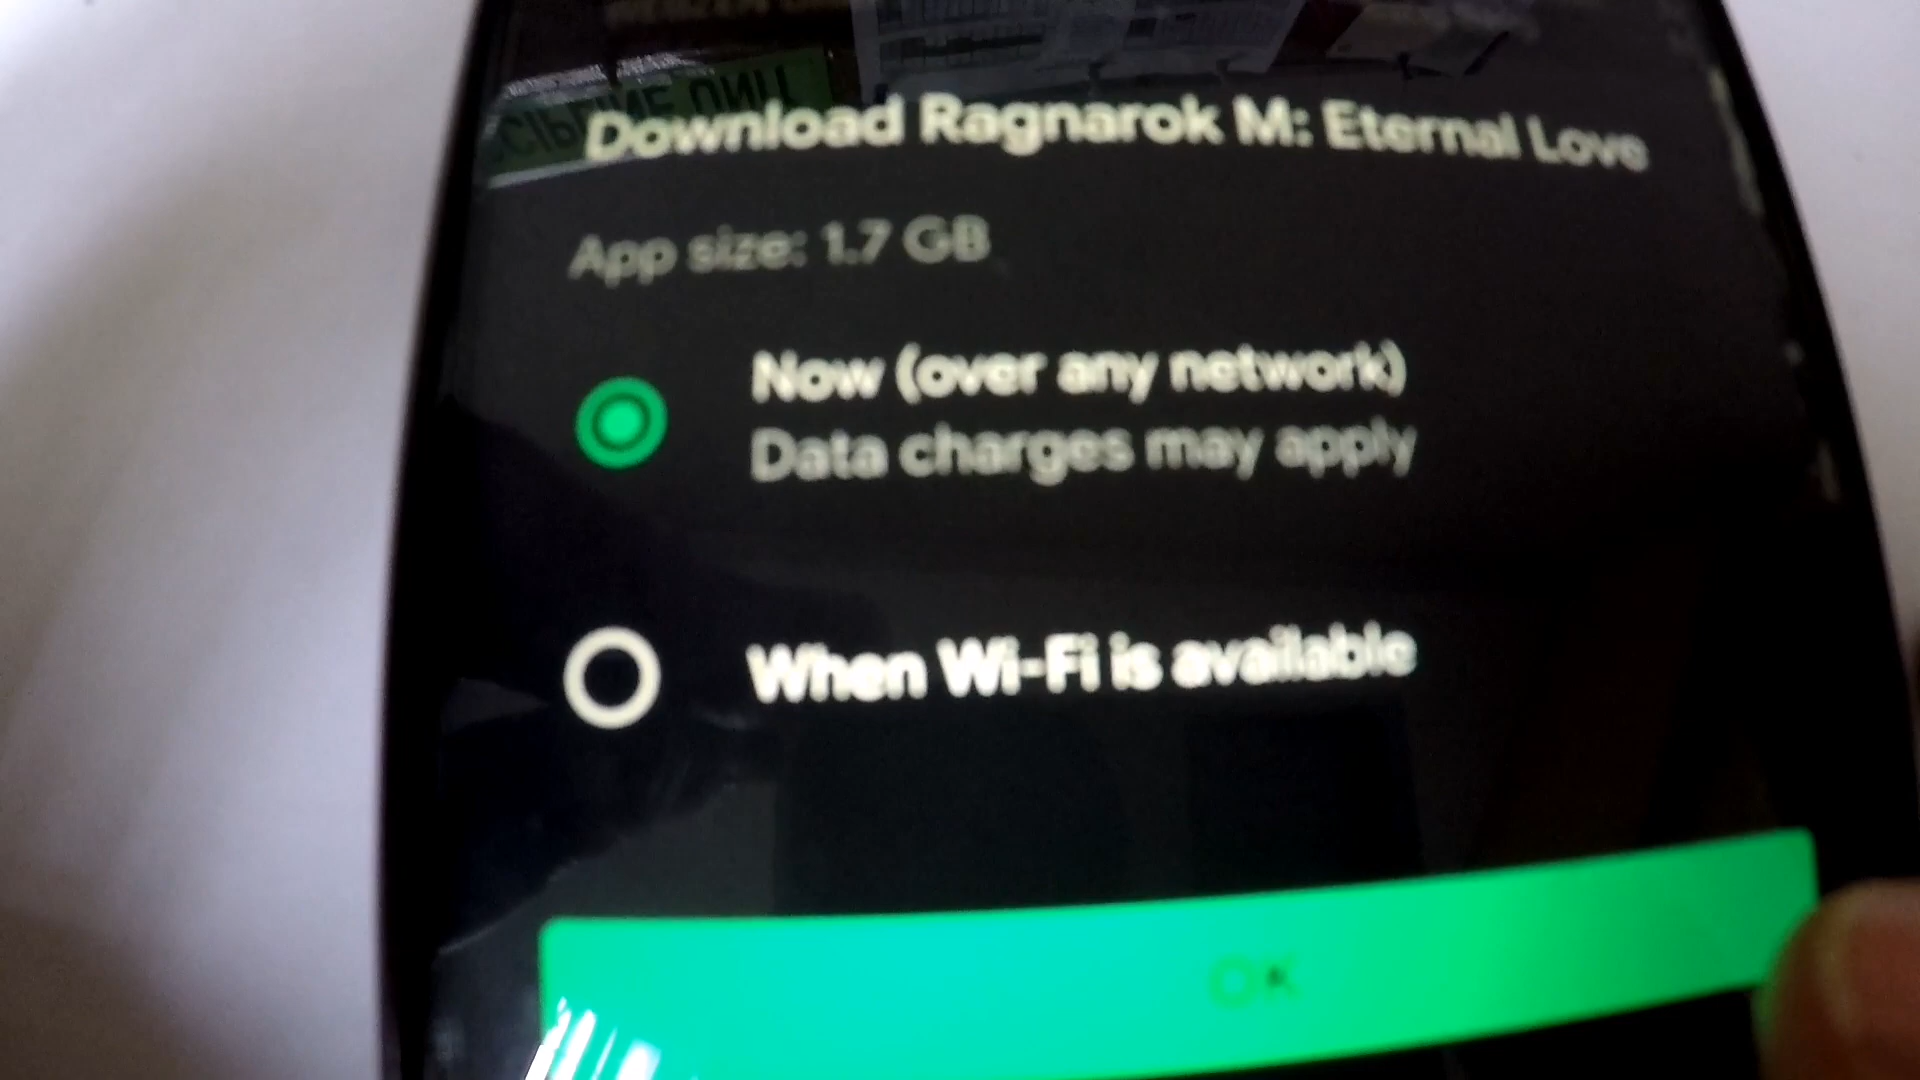 Download Ragnarok M: Eternal Love
App size: 1.7 GB
Now (over any network)
Data charges may apply
When Wi-Fi is available
OK